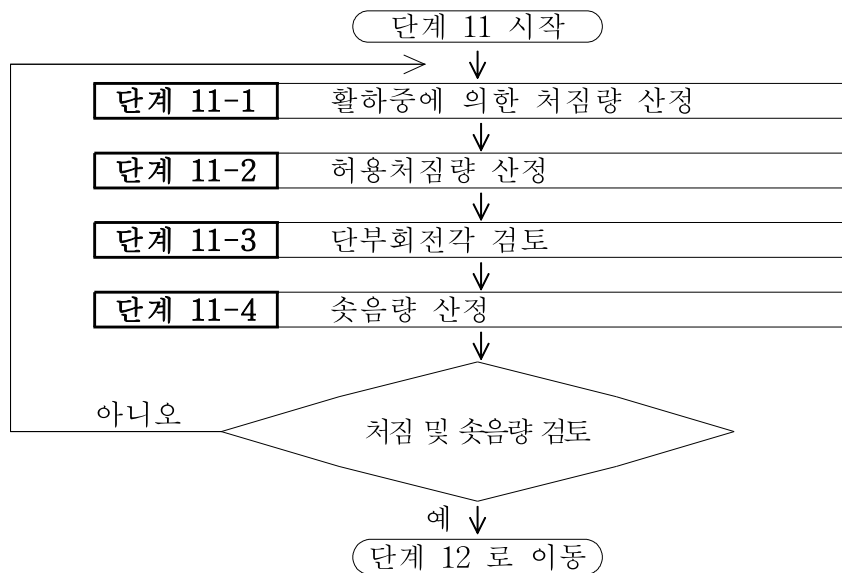 단계 11 시작
단계 11-1 활하중에 의한 처짐량 산정
단계 11-2 허용처짐량 산정
단계 11-3 단부회전각 검토
단계 11-4 솟음량 산정
아니오
처짐 및 솟음량 검토
예
단계 12 로 이동